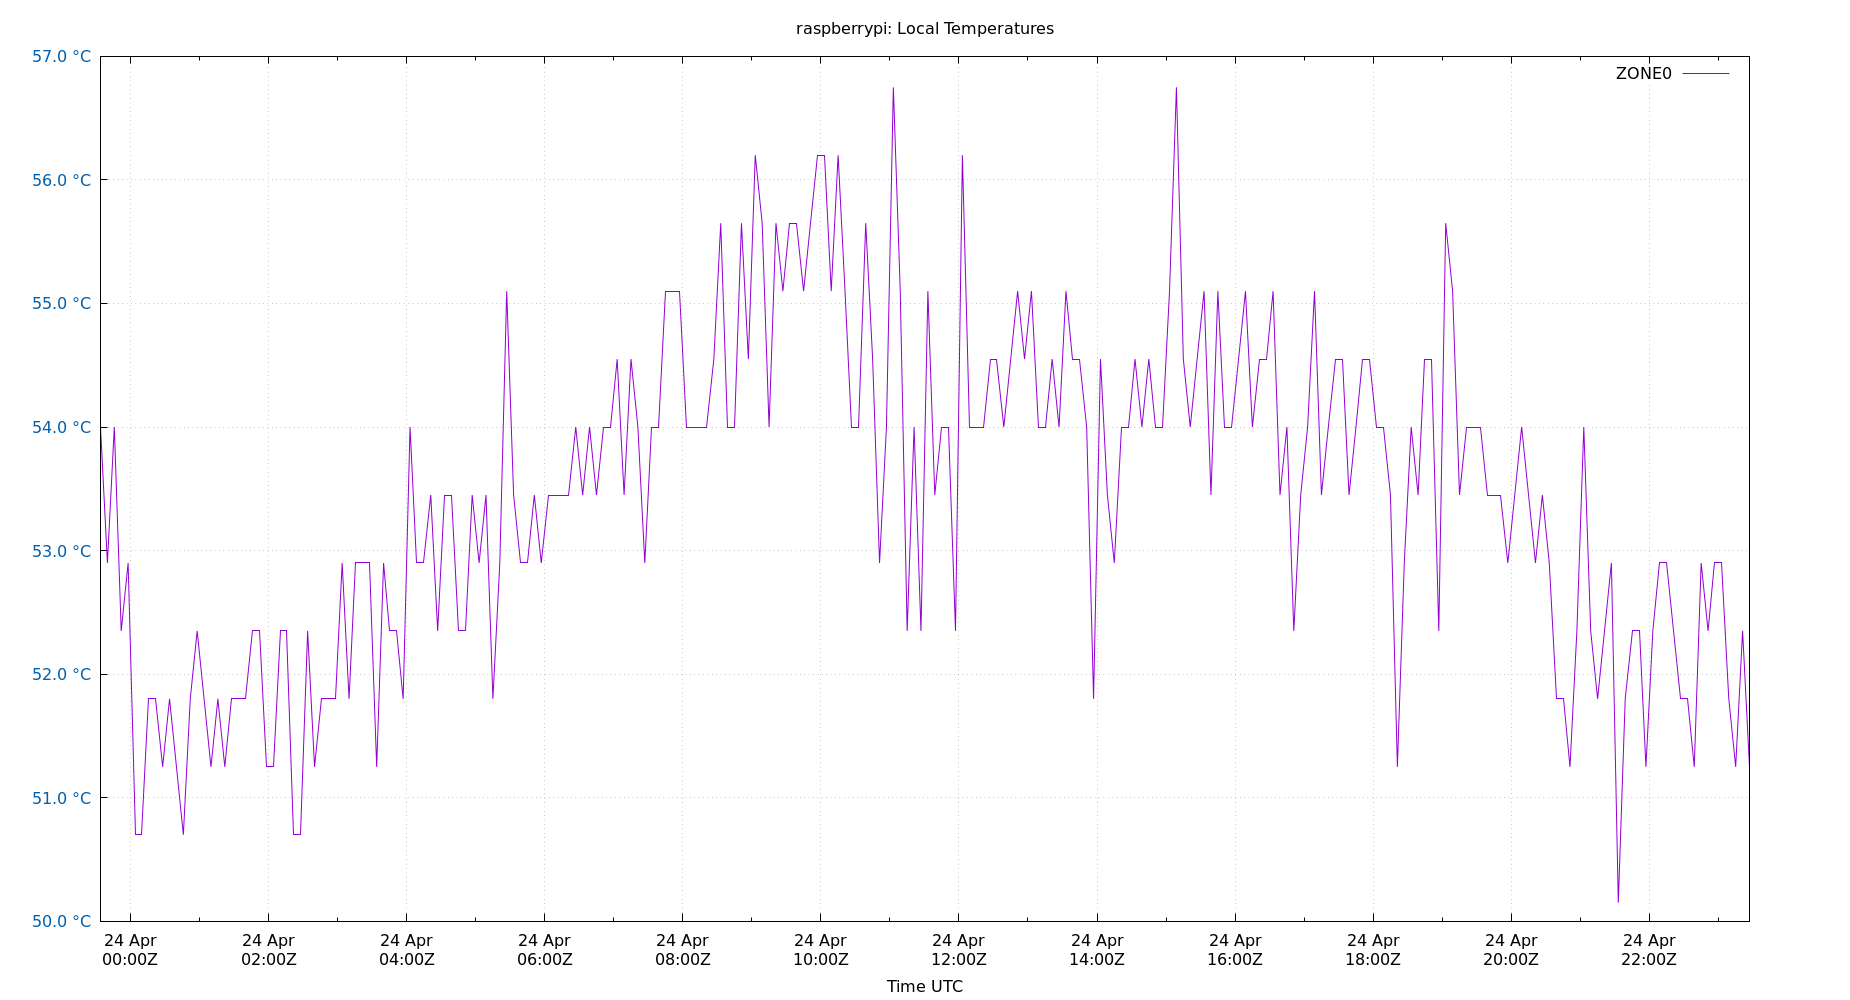 raspberrypi: Local Temperatures
57.0 °C
ZONE0
56.0 °C
55.0 °C
54.0 °C
53.0 °C
52.0 °C
51.0 °C
50.0 °C
24 Apr 24 Apr 24 Apr 24 Apr 24 Apr 24 Apr 24 Apr 24 Apr 24 Apr 24 Apr 24 Apr 24 Apr
00:00Z 02:00Z 04:00Z 06:00Z 08:00Z 10:00Z 12:00Z 14:00Z 16:00Z 18:00Z 20:00Z 22:00Z
Time UTC